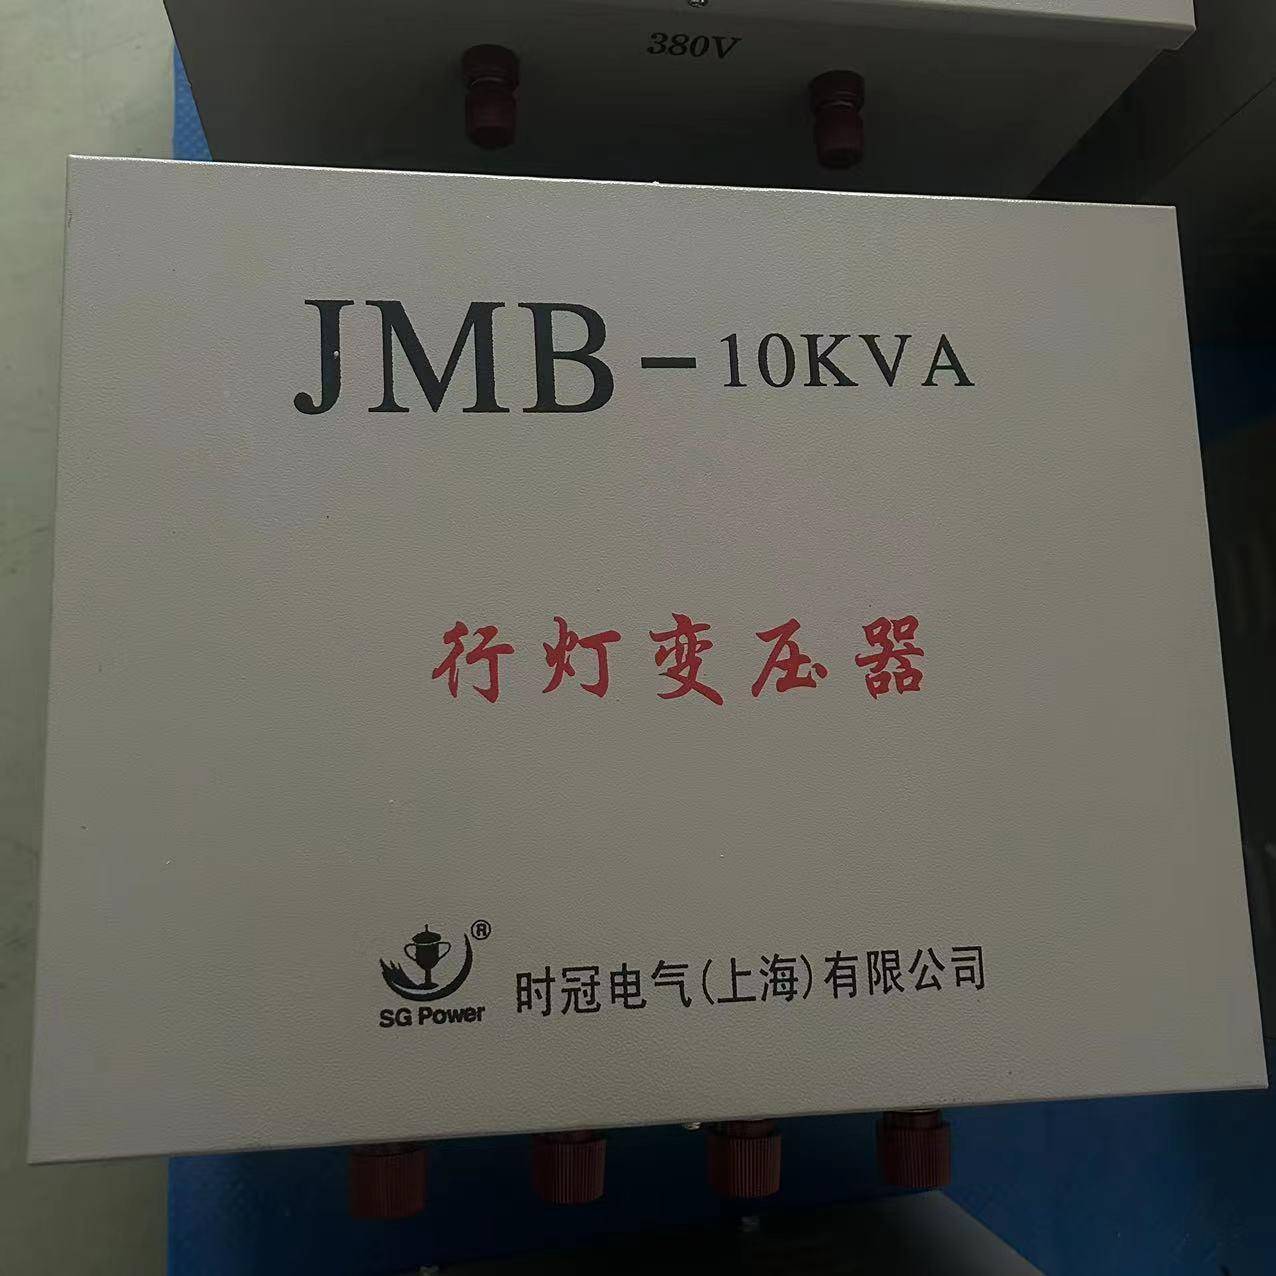 380V
JMB-10KVA
行灯变压器
®
SG Power
时冠电气(上海)有限公司